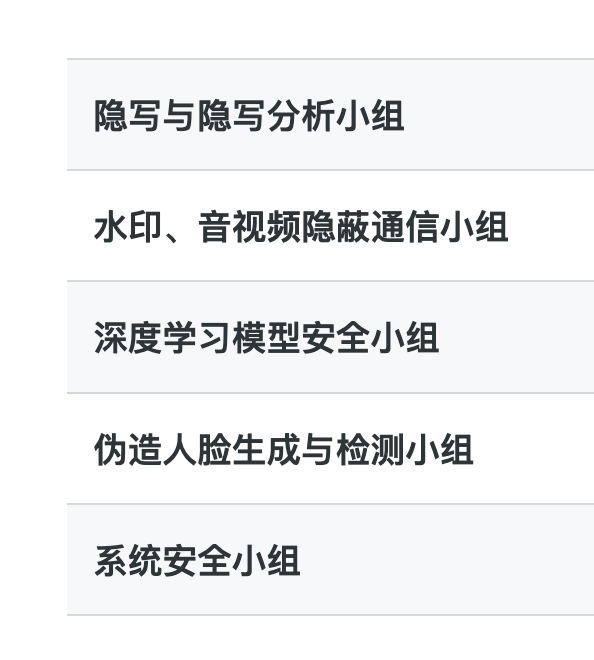 隐写与隐写分析小组
水印、音视频隐蔽通信小组
深度学习模型安全小组
伪造人脸生成与检测小组
系统安全小组